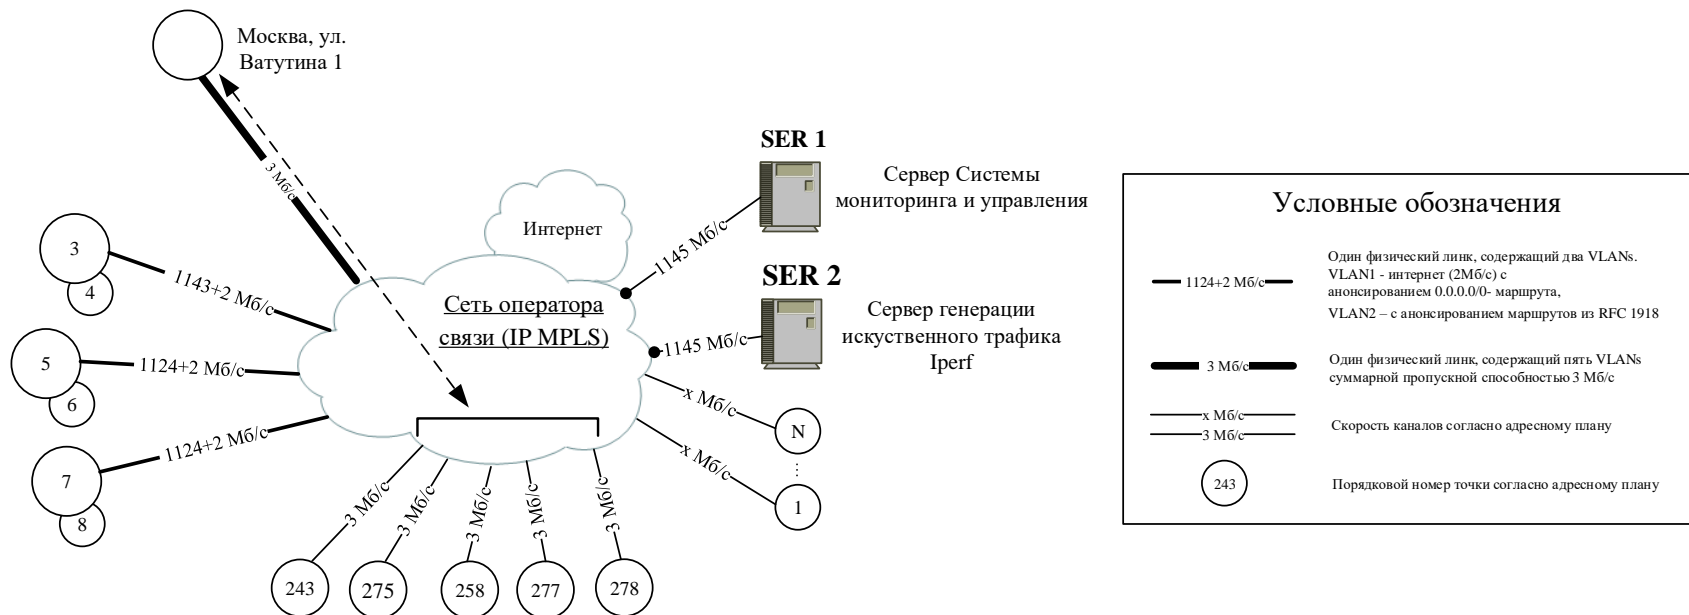 Москва, ул.
Ватутина 1
3 Мб/с
SER 1
Сервер Системы
мониторинга и управления
Интернет
1145 Мб/с
SER 2
Сервер генерации
искуственного трафика
Iperf
1145 Мб/с
Сеть оператора
связи (IP MPLS)
3
4
1143+2 Мб/с
5
6
1124+2 Мб/с
7
8
1124+2 Мб/с
x Мб/с
N
x Мб/с
1
3 Мб/с
3 Мб/с
3 Мб/с
3 Мб/с
3 Мб/с
243
275
258
277
278
Условные обозначения
1124+2 Мб/с
Один физический линк, содержащий два VLANs.
VLAN1 - интернет (2Мб/с) с
анонсированием 0.0.0.0/0- маршрута,
VLAN2 – с анонсированием маршрутов из RFC 1918
3 Мб/с
Один физический линк, содержащий пять VLANs
суммарной пропускной способностью 3 Мб/с
x Мб/с
3 Мб/с
Скорость каналов согласно адресному плану
243
Порядковой номер точки согласно адресному плану